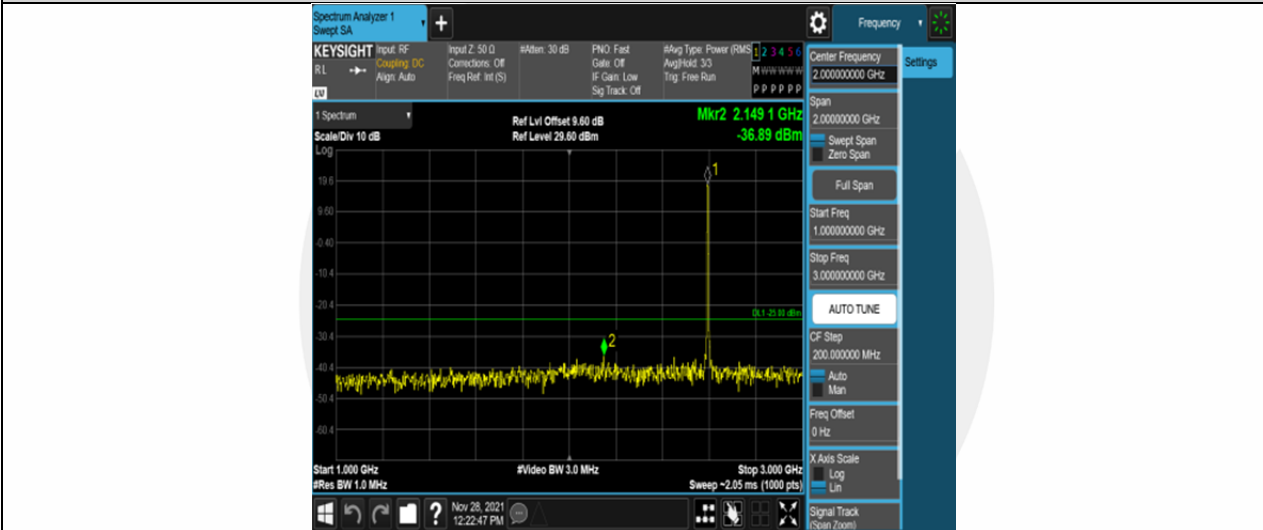 Spectrum Analyzer 1
Swept SA
Frequency
KEYSIGHT
RL
LV
Input: RF
Coupling: DC
Align: Auto
Input Z: 50 Ω
Corrections: Off
Freq Ref: Int (S)
#Atten: 30 dB
PNO: Fast
Gate: Off
IF Gain: Low
Sig Track: Off
#Avg Type: Power (RMS
Avg|Hold: 3/3
Trig: Free Run
1 2 3 4 5 6
M W W W W W
P P P P P P
Settings
1 Spectrum
Scale/Div 10 dB
Ref Lvl Offset 9.60 dB
Ref Level 29.60 dBm
Mkr2 2.149 1 GHz
-36.89 dBm
Log
19.6
9.60
-0.40
-10.4
-20.4
-30.4
-40.4
-50.4
-60.4
1
2
DL1 -25.00 dBm
Start 1.000 GHz
#Res BW 1.0 MHz
#Video BW 3.0 MHz
Stop 3.000 GHz
Sweep ~2.05 ms (1000 pts)
Center Frequency
2.000000000 GHz
Span
2.00000000 GHz
Swept Span
Zero Span
Full Span
Start Freq
1.000000000 GHz
Stop Freq
3.000000000 GHz
AUTO TUNE
CF Step
200.000000 MHz
Auto
Man
Freq Offset
0 Hz
X Axis Scale
Log
Lin
Signal Track
(Span Zoom)
?
Nov 28, 2021
12:22:47 PM